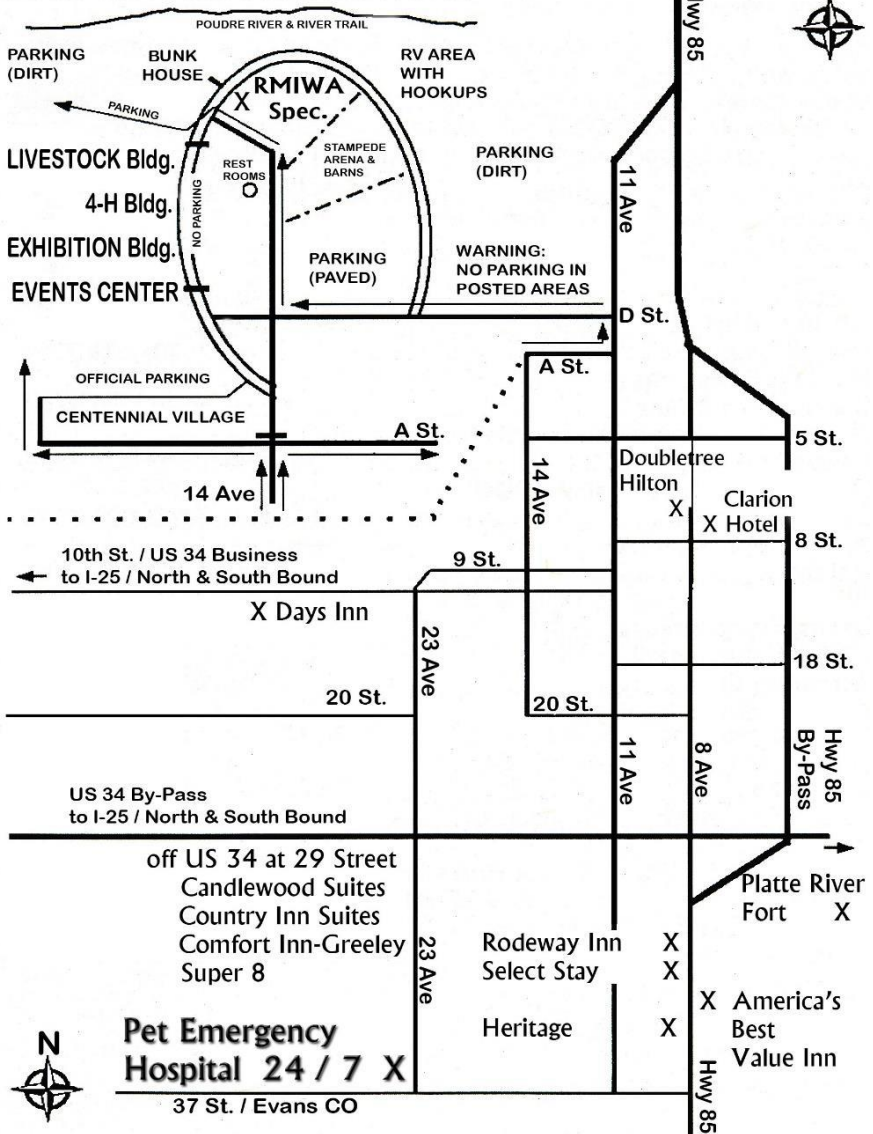 POUDRE RIVER & RIVER TRAIL
Hwy 85
PARKING
(DIRT)
BUNK
HOUSE
RMIWA
X Spec.
RV AREA
WITH
HOOKUPS
PARKING
LIVESTOCK Bldg.
REST
ROOMS
STAMPEDE
ARENA &
BARNS
PARKING
(DIRT)
11 Ave
4-H Bldg.
NO PARKING
EXHIBITION Bldg.
PARKING
(PAVED)
WARNING:
NO PARKING IN
POSTED AREAS
EVENTS CENTER
D St.
A St.
OFFICIAL PARKING
CENTENNIAL VILLAGE
A St.
5 St.
14 Ave
14 Ave
Doubletree
Hilton
X
X Clarion
Hotel
8 St.
10th St. / US 34 Business
to I-25 / North & South Bound
9 St.
X Days Inn
23 Ave
18 St.
20 St.
20 St.
11 Ave
8 Ave
Hwy 85
By-Pass
US 34 By-Pass
to I-25 / North & South Bound
off US 34 at 29 Street
Candlewood Suites
Country Inn Suites
Comfort Inn-Greeley
Super 8
23 Ave
Platte River
Fort X
Rodeway Inn X
Select Stay X
Heritage X
X America's
Best
Value Inn
N
Pet Emergency
Hospital 24 / 7 X
37 St. / Evans CO
Hwy 85